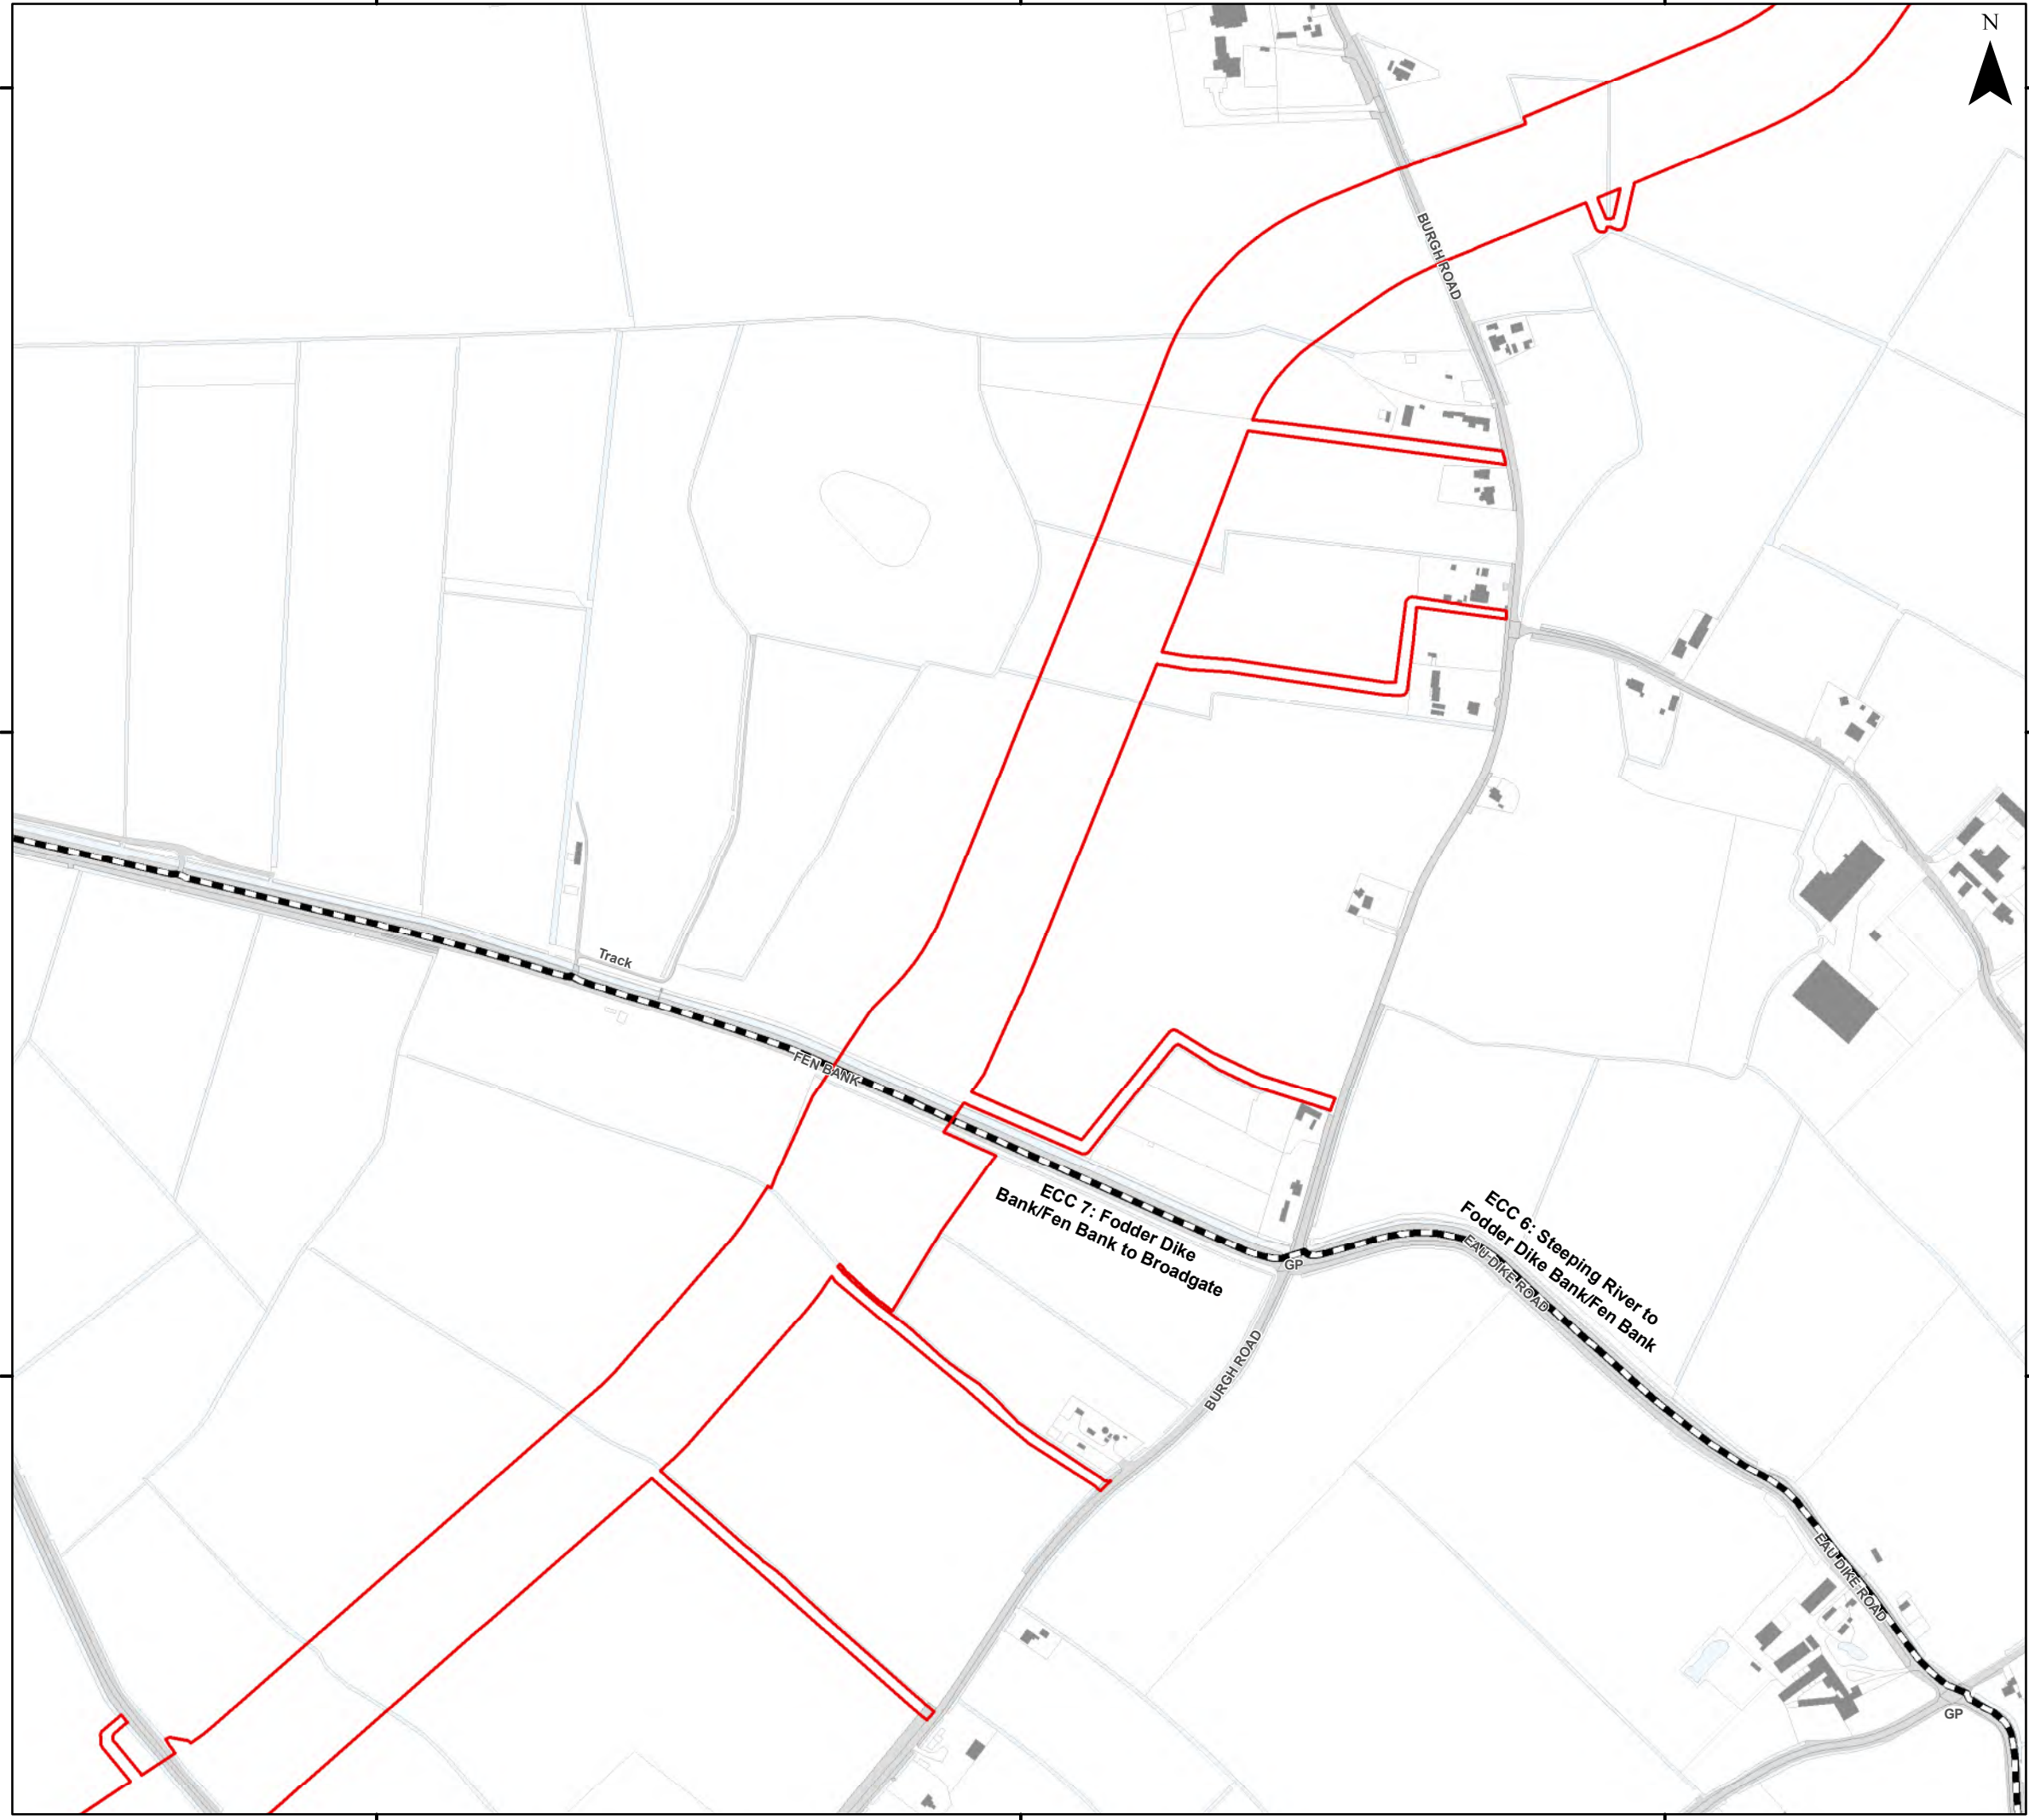 N
BURGH ROAD
Track
FEN BANK
ECC 7: Fodder Dike
Bank/Fen Bank to Broadgate
ECC 6: Steeping River to
Fodder Dike Bank/Fen Bank
EAU DIKE ROAD
GP
BURGH ROAD
EAU DIKE ROAD
GP